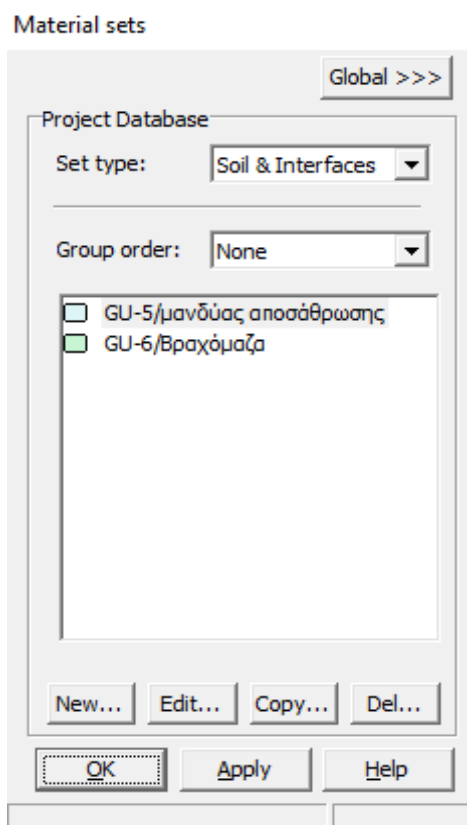 Material sets
Global >>>
Project Database
Set type: Soil & Interfaces
Group order: None
GU-5/μανδύας αποσάθρωσης
GU-6/Βραχόμαζα
New... Edit... Copy... Del...
OK Apply Help